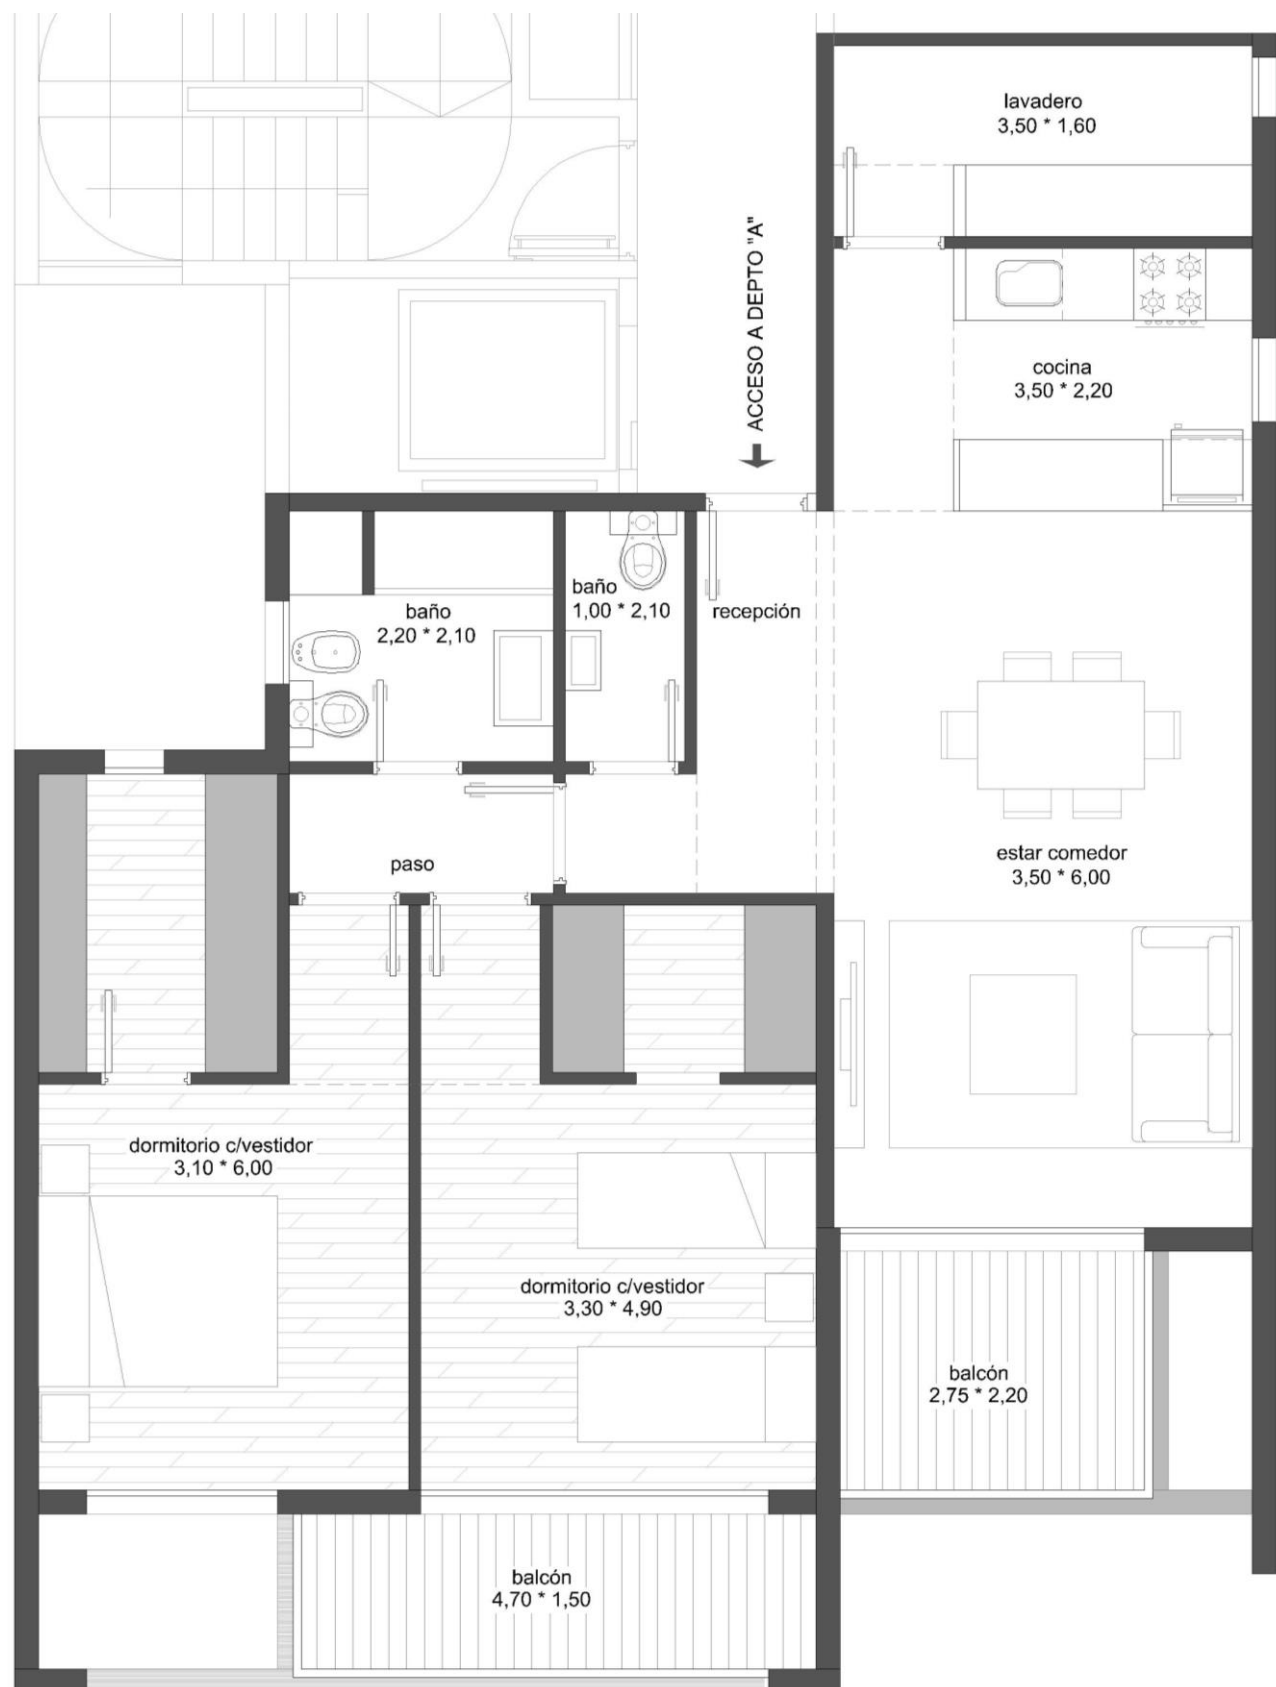 lavadero
3,50 * 1,60
ACCESO A DEPTO "A"
cocina
3,50 * 2,20
baño
2,20 * 2,10
baño
1,00 * 2,10
recepción
paso
estar comedor
3,50 * 6,00
dormitorio c/vestidor
3,10 * 6,00
dormitorio c/vestidor
3,30 * 4,90
balcón
2,75 * 2,20
balcón
4,70 * 1,50